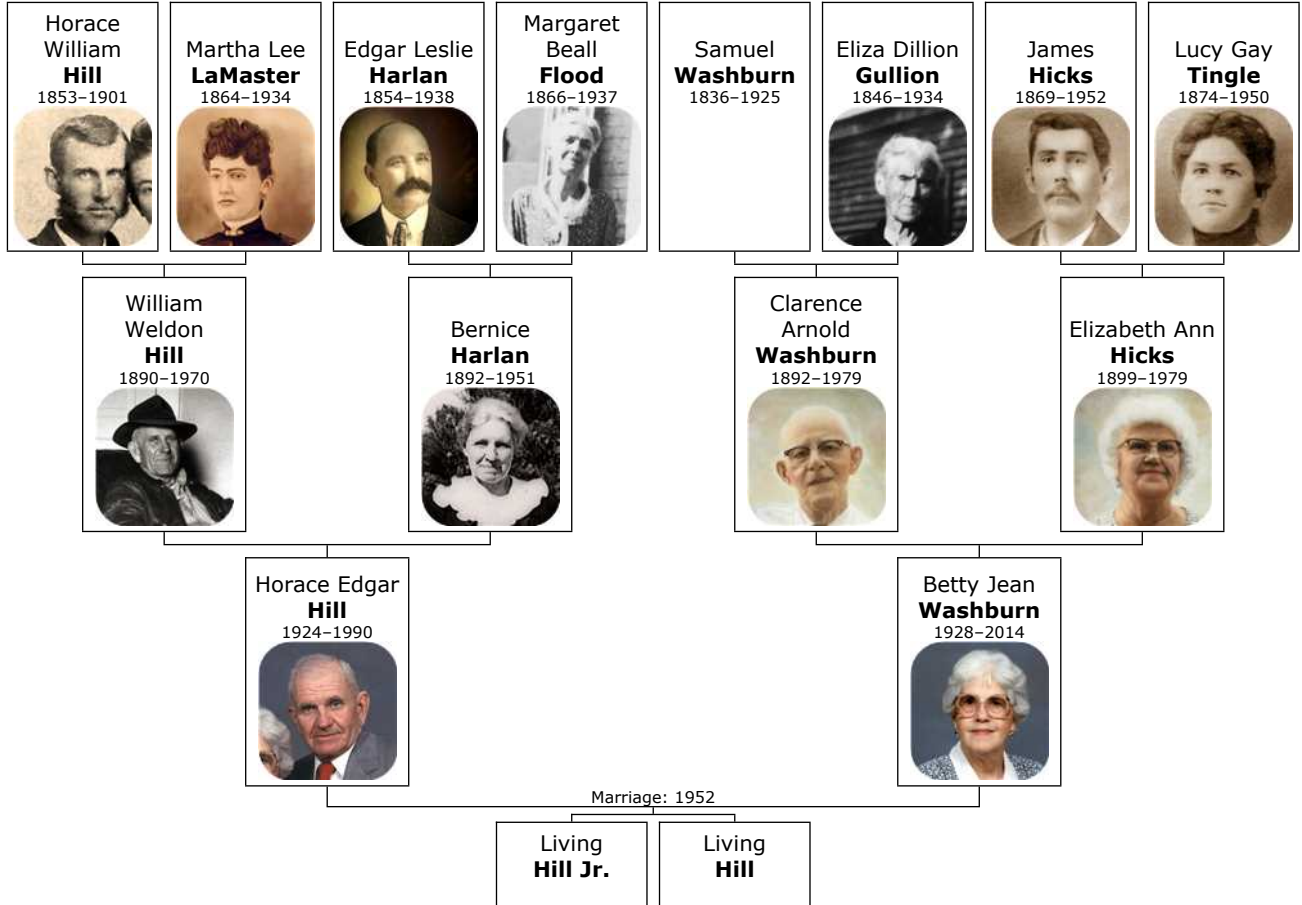 Horace
William
Hill
1853–1901
Martha Lee
LaMaster
1864–1934
Edgar Leslie
Harlan
1854–1938
Margaret
Beall
Flood
1866–1937
Samuel
Washburn
1836–1925
Eliza Dillion
Gullion
1846–1934
James
Hicks
1869–1952
Lucy Gay
Tingle
1874–1950
William
Weldon
Hill
1890–1970
Bernice
Harlan
1892–1951
Clarence
Arnold
Washburn
1892–1979
Elizabeth Ann
Hicks
1899–1979
Horace Edgar
Hill
1924–1990
Betty Jean
Washburn
1928–2014
Marriage: 1952
Living
Hill Jr.
Living
Hill